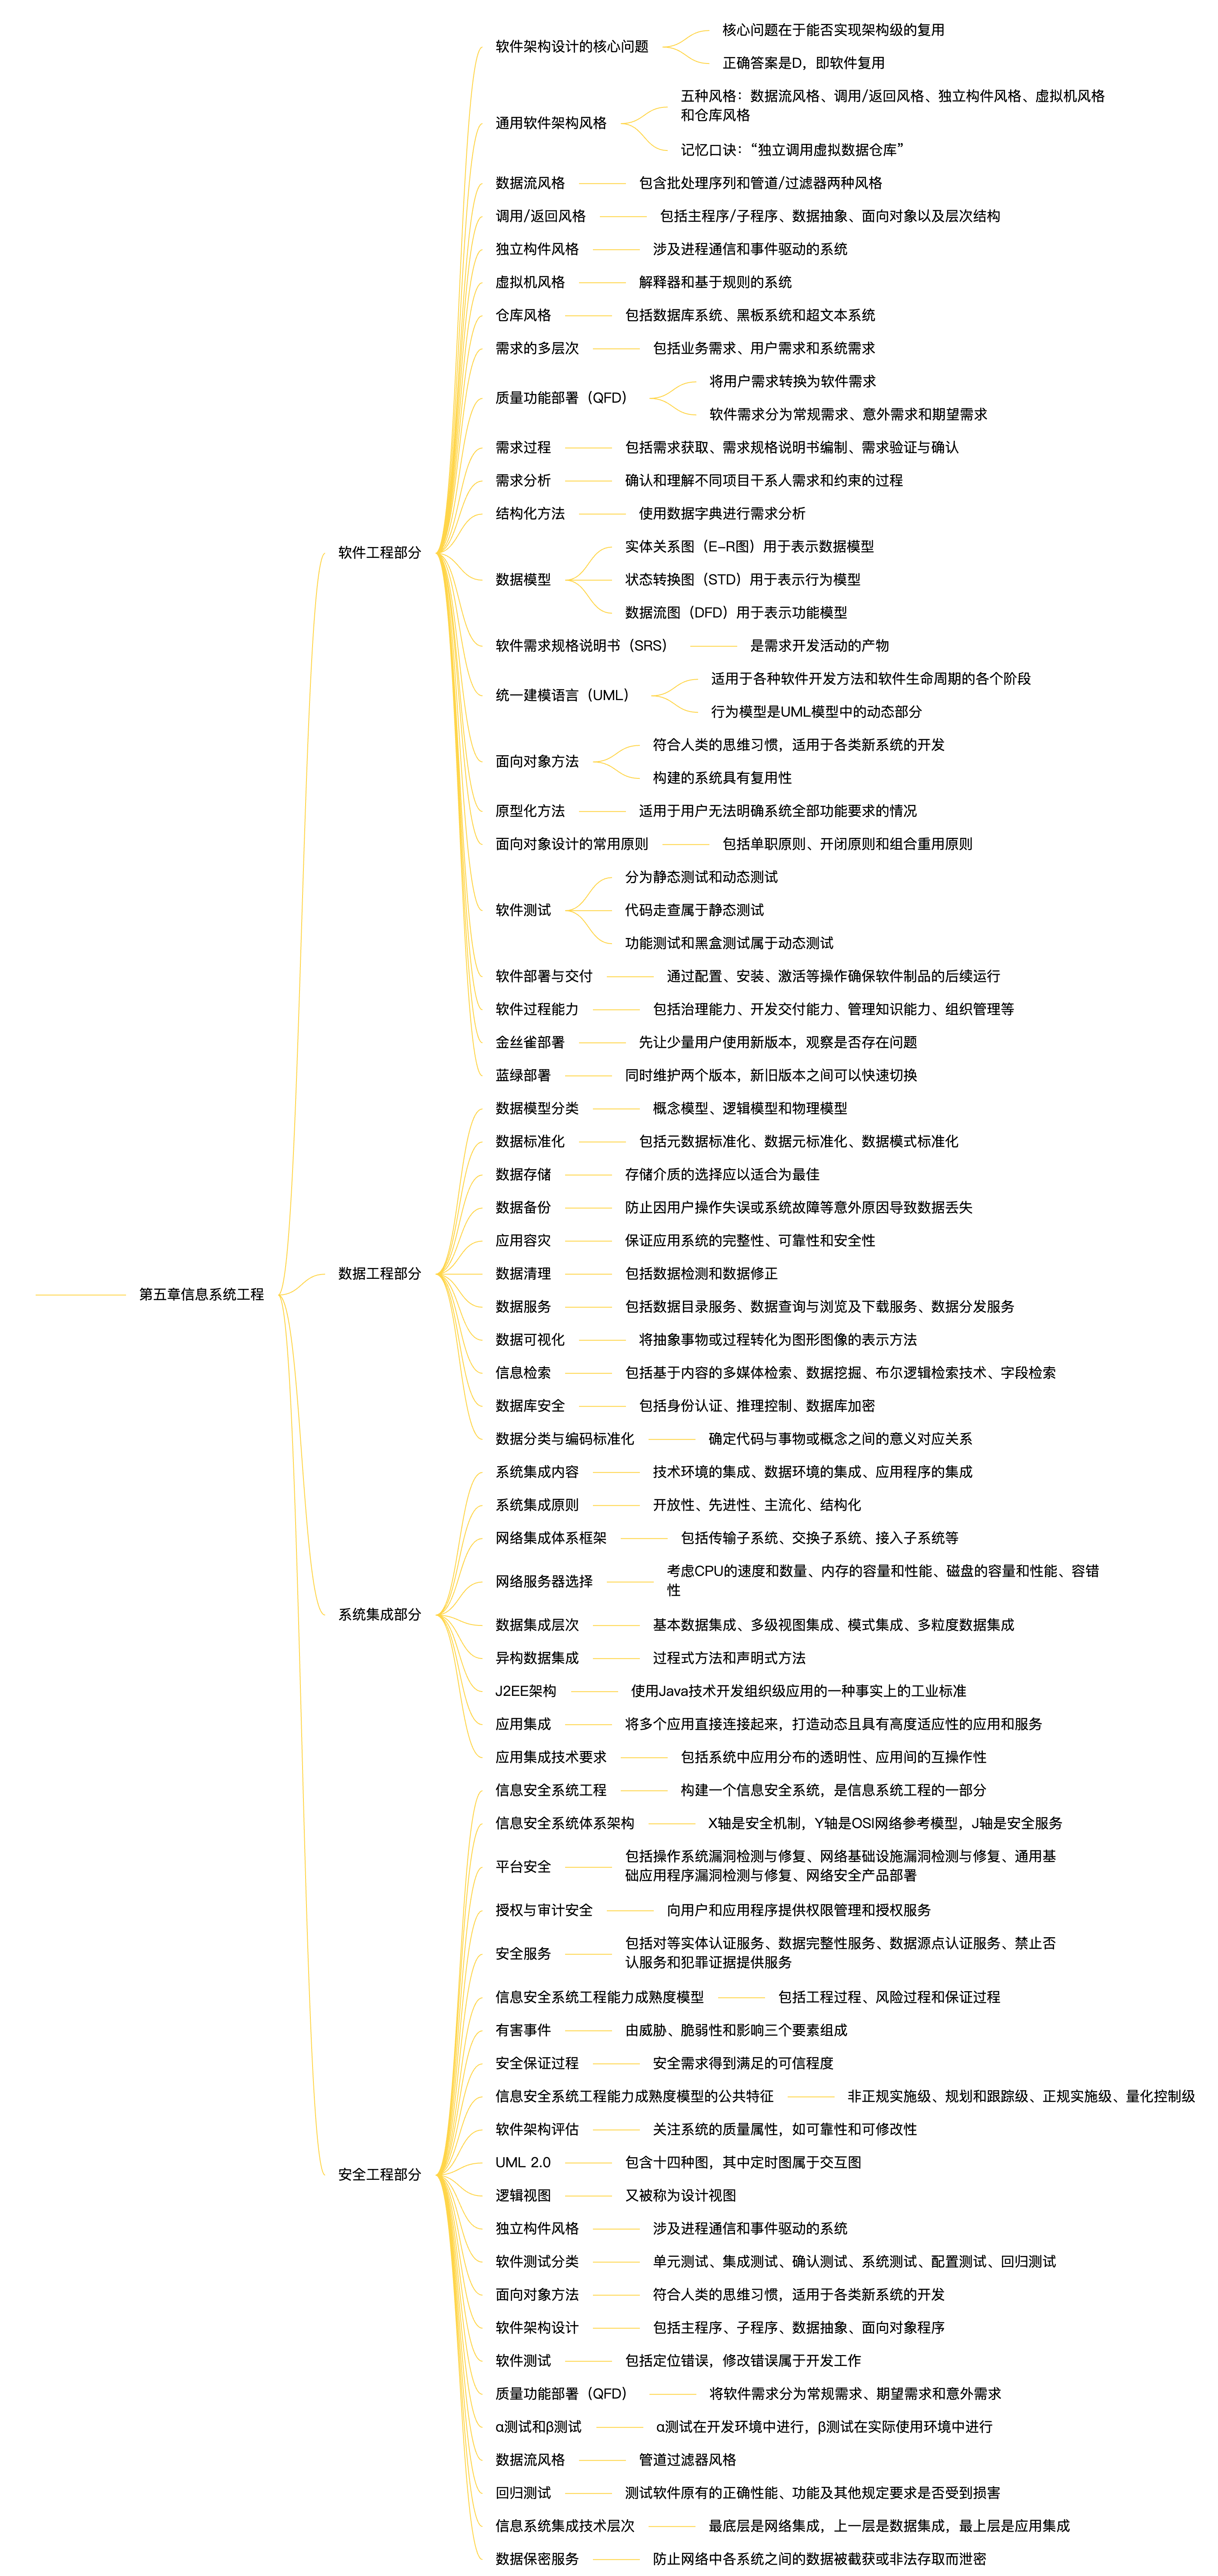 第五章信息系统工程
软件工程部分
软件架构设计的核心问题
核心问题在于能否实现架构级的复用
正确答案是D，即软件复用
通用软件架构风格
五种风格：数据流风格、调用/返回风格、独立构件风格、虚拟机风格
和仓库风格
记忆口诀：“独立调用虚拟数据仓库”
数据流风格
包含批处理序列和管道/过滤器两种风格
调用/返回风格
包括主程序/子程序、数据抽象、面向对象以及层次结构
独立构件风格
涉及进程通信和事件驱动的系统
虚拟机风格
解释器和基于规则的系统
仓库风格
包括数据库系统、黑板系统和超文本系统
需求的多层次
包括业务需求、用户需求和系统需求
质量功能部署（QFD）
将用户需求转换为软件需求
软件需求分为常规需求、意外需求和期望需求
需求过程
包括需求获取、需求规格说明书编制、需求验证与确认
需求分析
确认和理解不同项目干系人需求和约束的过程
结构化方法
使用数据字典进行需求分析
数据模型
实体关系图（E-R图）用于表示数据模型
状态转换图（STD）用于表示行为模型
数据流图（DFD）用于表示功能模型
软件需求规格说明书（SRS）
是需求开发活动的产物
统一建模语言（UML）
适用于各种软件开发方法和软件生命周期的各个阶段
行为模型是UML模型中的动态部分
面向对象方法
符合人类的思维习惯，适用于各类新系统的开发
构建的系统具有复用性
原型化方法
适用于用户无法明确系统全部功能要求的情况
面向对象设计的常用原则
包括单职原则、开闭原则和组合重用原则
软件测试
分为静态测试和动态测试
代码走查属于静态测试
功能测试和黑盒测试属于动态测试
软件部署与交付
通过配置、安装、激活等操作确保软件制品的后续运行
软件过程能力
包括治理能力、开发交付能力、管理知识能力、组织管理等
金丝雀部署
先让少量用户使用新版本，观察是否存在问题
蓝绿部署
同时维护两个版本，新旧版本之间可以快速切换
数据工程部分
数据模型分类
概念模型、逻辑模型和物理模型
数据标准化
包括元数据标准化、数据元标准化、数据模式标准化
数据存储
存储介质的选择应以适合为最佳
数据备份
防止因用户操作失误或系统故障等意外原因导致数据丢失
应用容灾
保证应用系统的完整性、可靠性和安全性
数据清理
包括数据检测和数据修正
数据服务
包括数据目录服务、数据查询与浏览及下载服务、数据分发服务
数据可视化
将抽象事物或过程转化为图形图像的表示方法
信息检索
包括基于内容的多媒体检索、数据挖掘、布尔逻辑检索技术、字段检索
数据库安全
包括身份认证、推理控制、数据库加密
数据分类与编码标准化
确定代码与事物或概念之间的意义对应关系
系统集成部分
系统集成内容
技术环境的集成、数据环境的集成、应用程序的集成
系统集成原则
开放性、先进性、主流化、结构化
网络集成体系框架
包括传输子系统、交换子系统、接入子系统等
网络服务器选择
考虑CPU的速度和数量、内存的容量和性能、磁盘的容量和性能、容错
性
数据集成层次
基本数据集成、多级视图集成、模式集成、多粒度数据集成
异构数据集成
过程式方法和声明式方法
J2EE架构
使用Java技术开发组织级应用的一种事实上的工业标准
应用集成
将多个应用直接连接起来，打造动态且具有高度适应性的应用和服务
应用集成技术要求
包括系统中应用分布的透明性、应用间的互操作性
安全工程部分
信息安全系统工程
构建一个信息安全系统，是信息系统工程的一部分
信息安全系统体系架构
X轴是安全机制，Y轴是OSI网络参考模型，J轴是安全服务
平台安全
包括操作系统漏洞检测与修复、网络基础设施漏洞检测与修复、通用基
础应用程序漏洞检测与修复、网络安全产品部署
授权与审计安全
向用户和应用程序提供权限管理和授权服务
安全服务
包括对等实体认证服务、数据完整性服务、数据源点认证服务、禁止否
认服务和犯罪证据提供服务
信息安全系统工程能力成熟度模型
包括工程过程、风险过程和保证过程
有害事件
由威胁、脆弱性和影响三个要素组成
安全保证过程
安全需求得到满足的可信程度
信息安全系统工程能力成熟度模型的公共特征
非正规实施级、规划和跟踪级、正规实施级、量化控制级
软件架构评估
关注系统的质量属性，如可靠性和可修改性
UML 2.0
包含十四种图，其中定时图属于交互图
逻辑视图
又被称为设计视图
独立构件风格
涉及进程通信和事件驱动的系统
软件测试分类
单元测试、集成测试、确认测试、系统测试、配置测试、回归测试
面向对象方法
符合人类的思维习惯，适用于各类新系统的开发
软件架构设计
包括主程序、子程序、数据抽象、面向对象程序
软件测试
包括定位错误，修改错误属于开发工作
质量功能部署（QFD）
将软件需求分为常规需求、期望需求和意外需求
α测试和β测试
α测试在开发环境中进行，β测试在实际使用环境中进行
数据流风格
管道过滤器风格
回归测试
测试软件原有的正确性能、功能及其他规定要求是否受到损害
信息系统集成技术层次
最底层是网络集成，上一层是数据集成，最上层是应用集成
数据保密服务
防止网络中各系统之间的数据被截获或非法存取而泄密